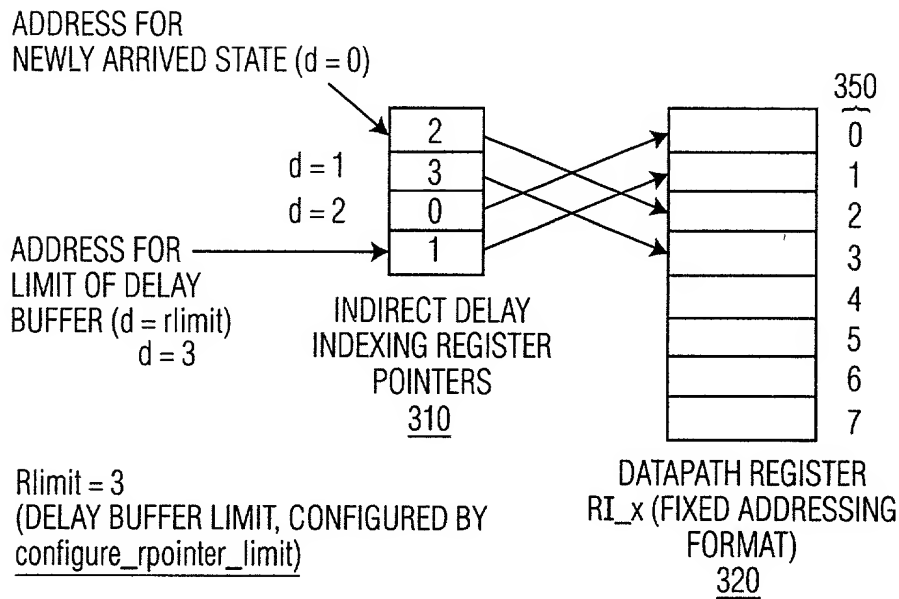 ADDRESS FOR
NEWLY ARRIVED STATE (d = 0)
350
2
0
d = 1
3
1
d = 2
0
2
ADDRESS FOR
LIMIT OF DELAY
BUFFER (d = rlimit)
d = 3
1
3
4
5
6
7
INDIRECT DELAY
INDEXING REGISTER
POINTERS
310
DATAPATH REGISTER
RI_x (FIXED ADDRESSING
FORMAT)
320
Rlimit = 3
(DELAY BUFFER LIMIT, CONFIGURED BY
configure_rpointer_limit)